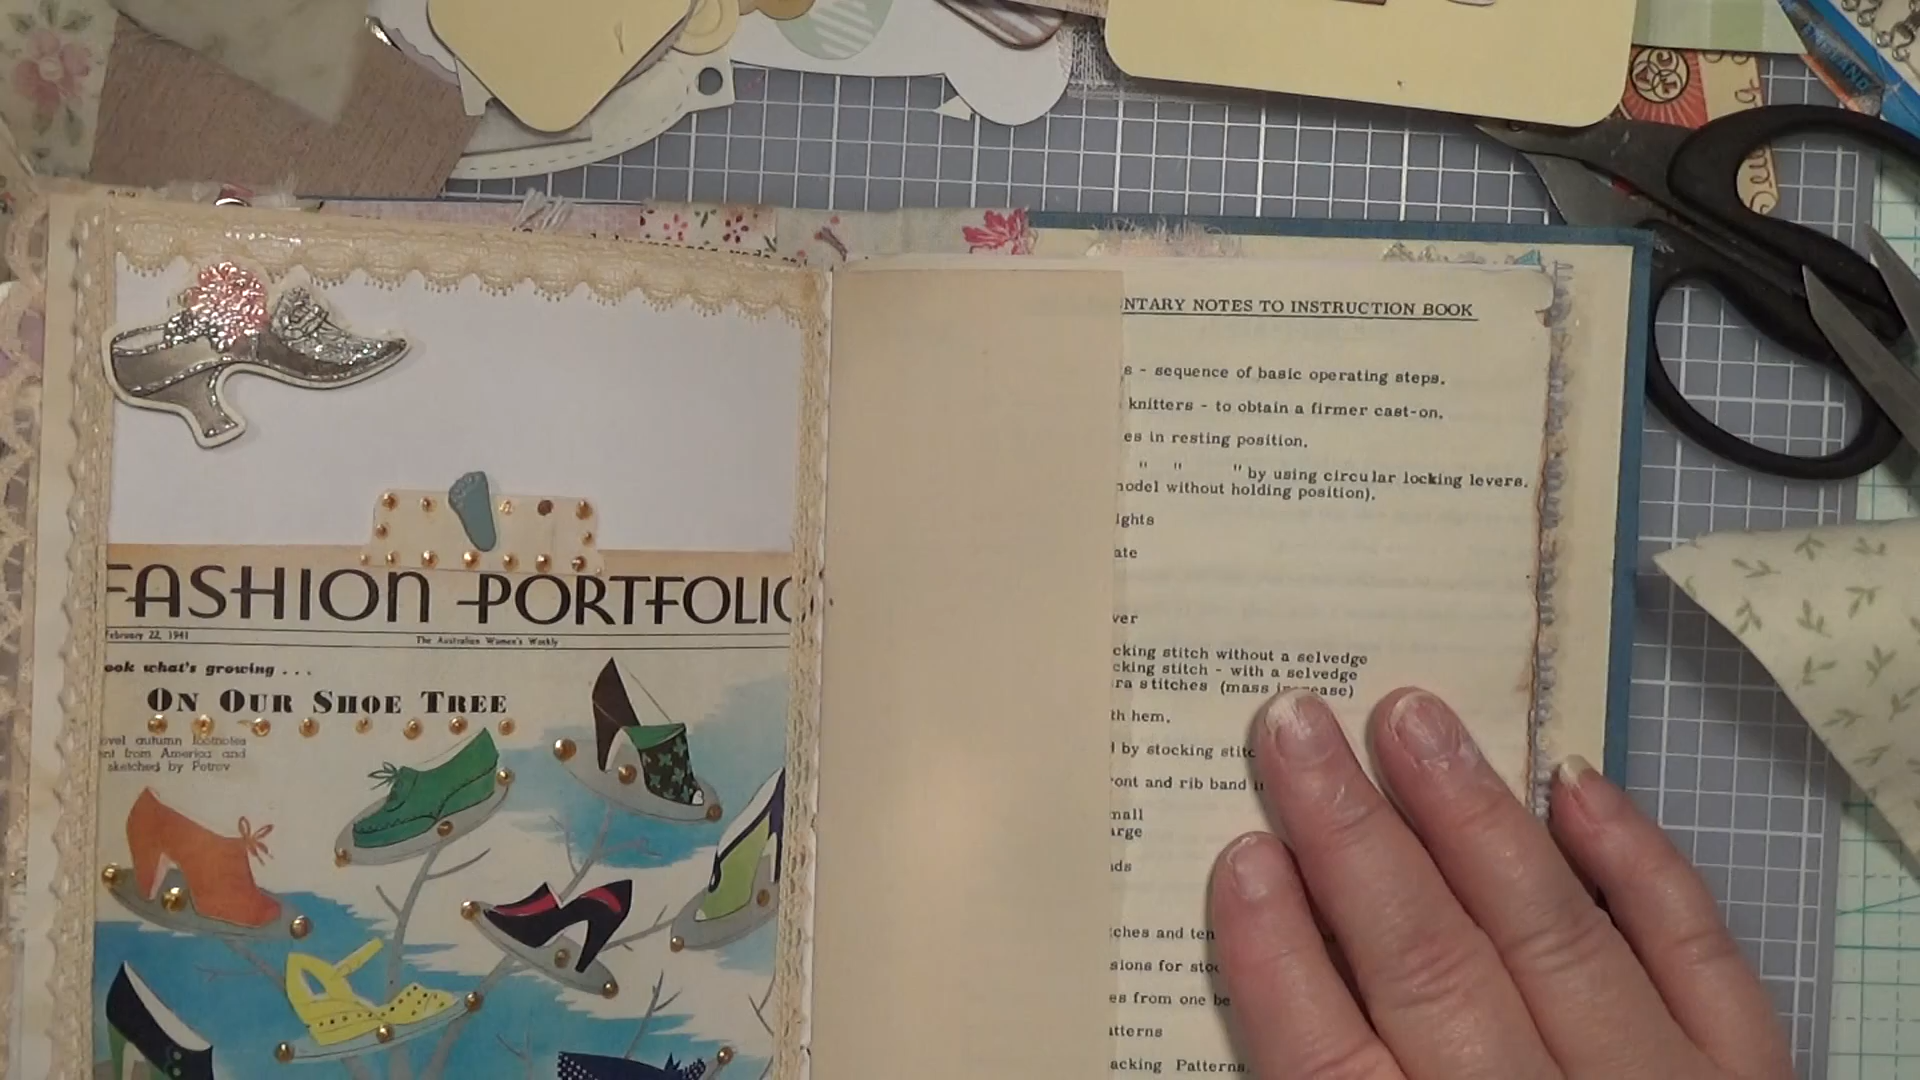 FASHION PORTFOLIO
February 22, 1941
The Australian Women's Weekly
ook what's growing . . .
ON OUR SHOE TREE
ovel autumn footnotes
nt from America and
sketched by Petrov
NTARY NOTES TO INSTRUCTION BOOK
s - sequence of basic operating steps.
knitters - to obtain a firmer cast-on.
es in resting position.
" " " by using circular locking levers.
model without holding position).
ights
ate
ver
cking stitch without a selvedge
cking stitch - with a selvedge
ra stitches (mass increase)
th hem.
by stocking stitc
ont and rib band
mall
arge
ds
tches and ten
sions for stoc
es from one be
atterns
acking Patterns.